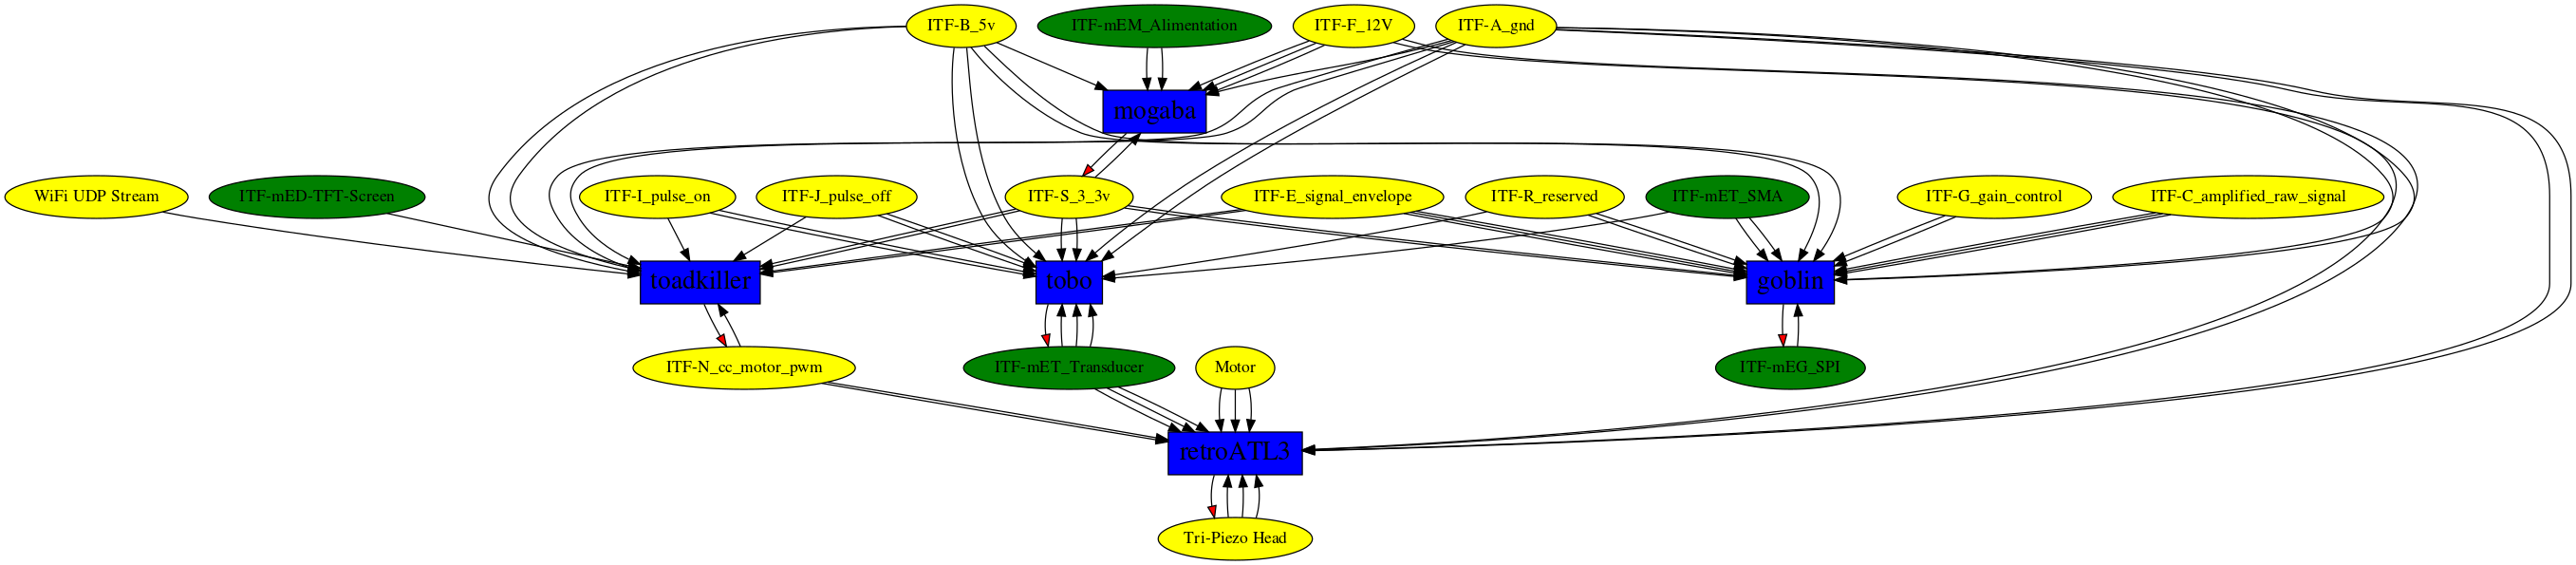 ITF-B_5v
ITF-mEM_Alimentation
ITF-F_12V
ITF-A_gnd
mogaba
WiFi UDP Stream
ITF-mED-TFT-Screen
ITF-I_pulse_on
ITF-J_pulse_off
ITF-S_3_3v
ITF-E_signal_envelope
ITF-R_reserved
ITF-mET_SMA
ITF-G_gain_control
ITF-C_amplified_raw_signal
toadkiller
tobo
goblin
ITF-N_cc_motor_pwm
ITF-mET_Transducer
Motor
ITF-mEG_SPI
retroATL3
Tri-Piezo Head